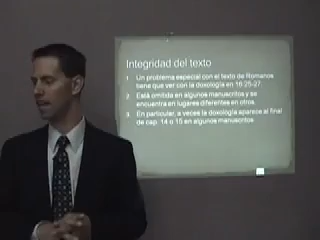 Integridad del texto
1 Un problema especial con el texto de Romanos
tiene que ver con la doxología en 16:25-27.
2 Está omitida en algunos manuscritos y se
encuentra en lugares diferentes en otros.
3 En particular, a veces la doxología aparece al final
de cap. 14 o 15 en algunos manuscritos.